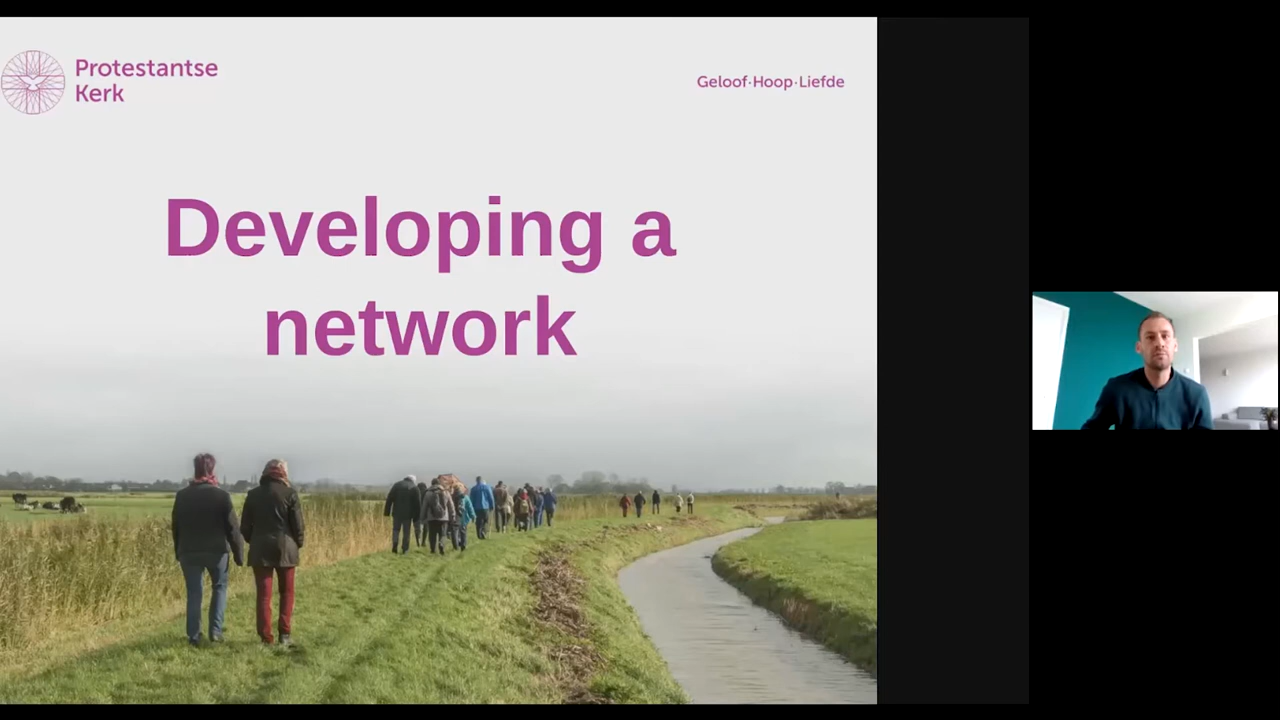 Protestantse
Kerk
Geloof·Hoop·Liefde
Developing a
network